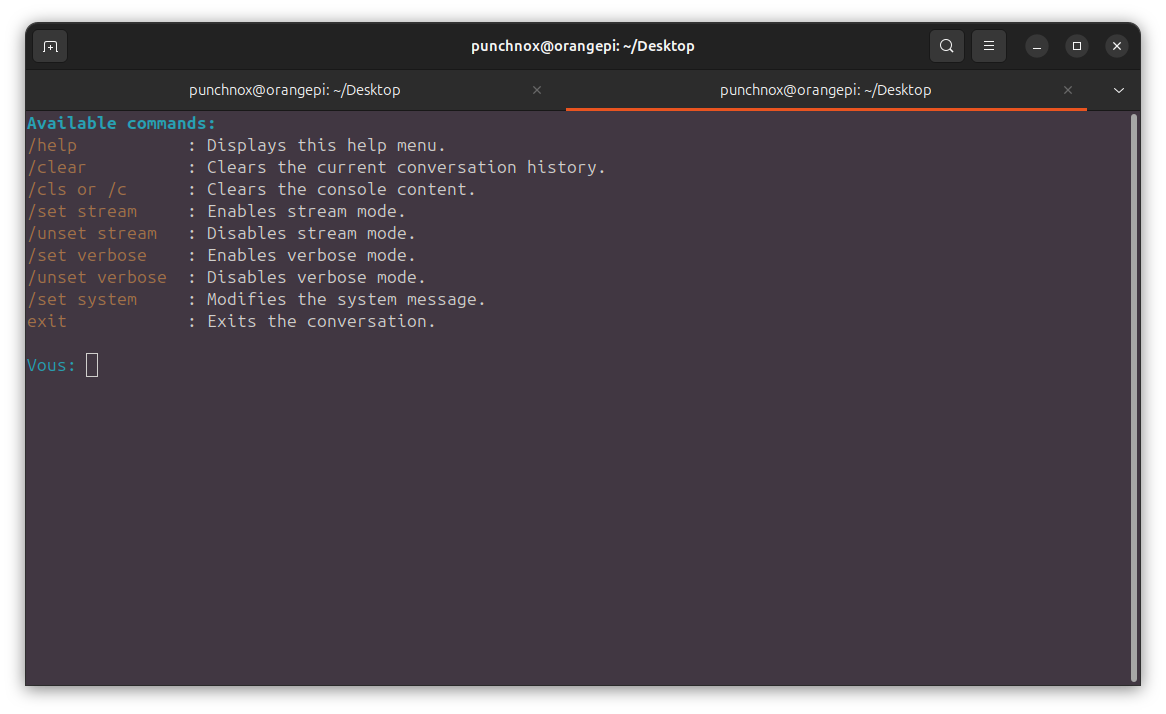 punchnox@orangepi: ~/Desktop
punchnox@orangepi: ~/Desktop
punchnox@orangepi: ~/Desktop
Available commands:
/help : Displays this help menu.
/clear : Clears the current conversation history.
/cls or /c : Clears the console content.
/set stream : Enables stream mode.
/unset stream : Disables stream mode.
/set verbose : Enables verbose mode.
/unset verbose : Disables verbose mode.
/set system : Modifies the system message.
exit : Exits the conversation.
Vous: